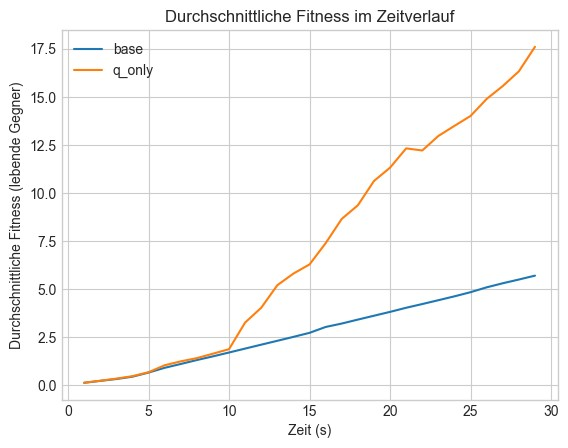 Durchschnittliche Fitness im Zeitverlauf
base
q_only
Durchschnittliche Fitness (lebende Gegner)
17.5
15.0
12.5
10.0
7.5
5.0
2.5
0.0
0 5 10 15 20 25 30
Zeit (s)